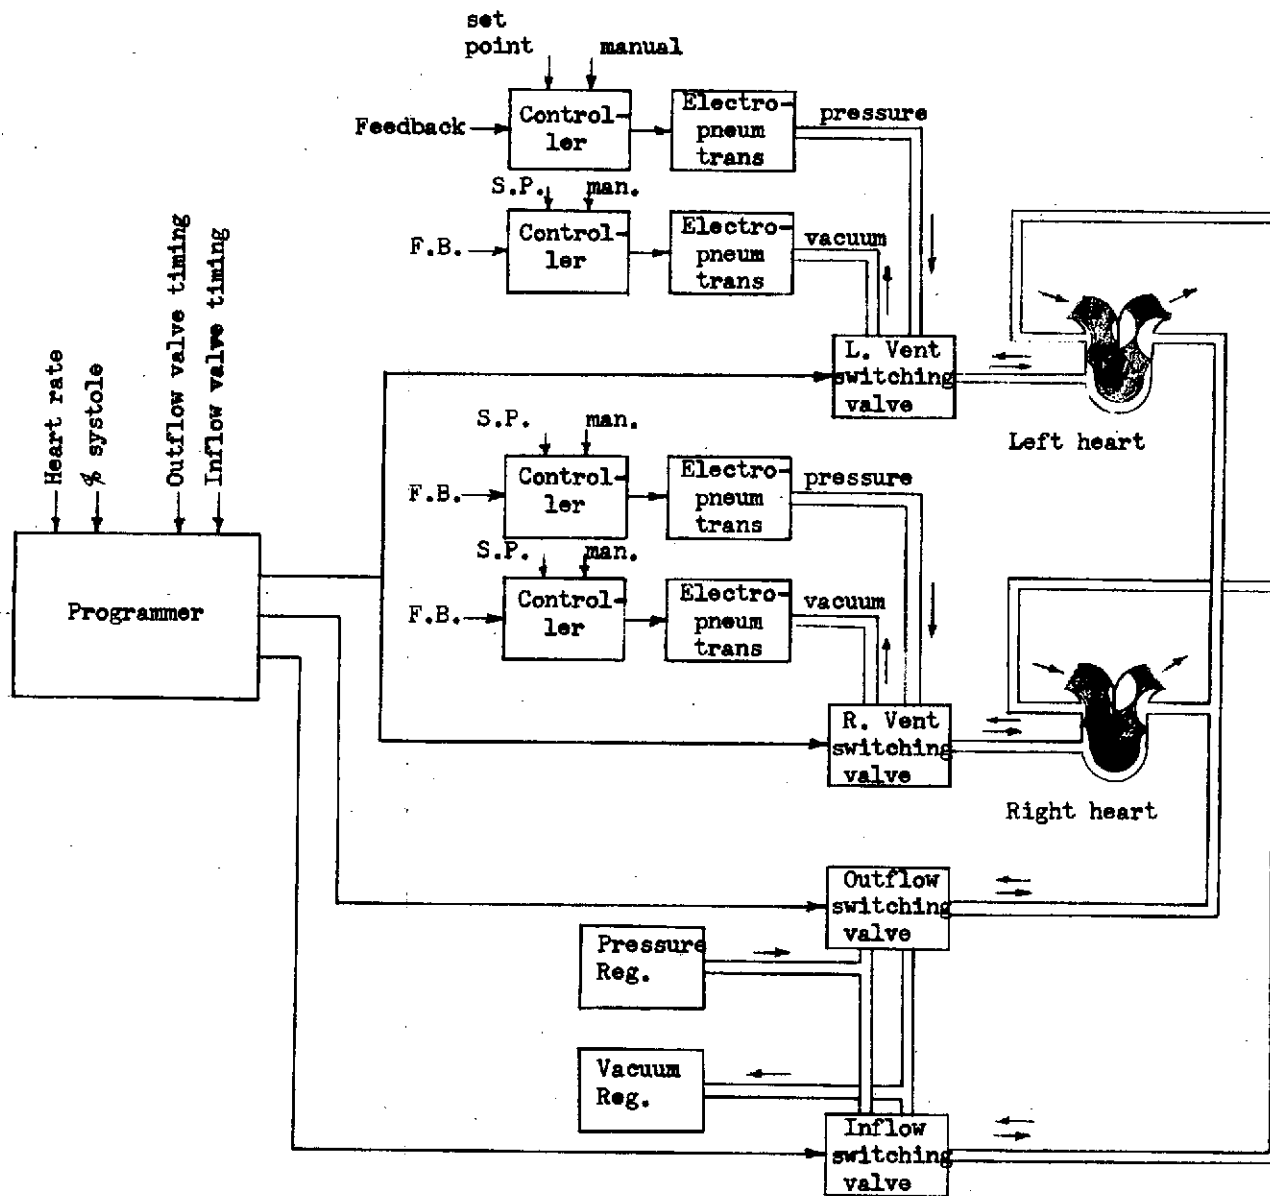 set
point
manual
Feedback
Control-
ler
Electro-
pneum
trans
pressure
S.P.
man.
F.B.
Control-
ler
Electro-
pneum
trans
vacuum
L. Vent
switching
valve
Left heart
Heart rate
% systole
Outflow valve timing
Inflow valve timing
Programmer
S.P.
man.
F.B.
Control-
ler
Electro-
pneum
trans
pressure
S.P.
man.
F.B.
Control-
ler
Electro-
pneum
trans
vacuum
R. Vent
switching
valve
Right heart
Outflow
switching
valve
Pressure
Reg.
Vacuum
Reg.
Inflow
switching
valve